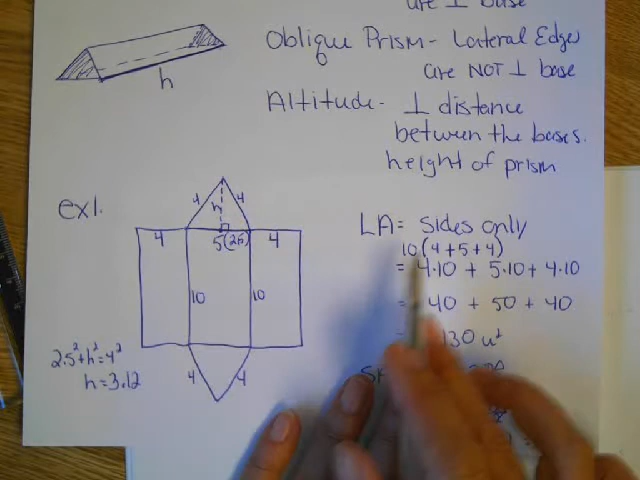 are ⊥ base
Oblique Prism - Lateral Edges
are NOT ⊥ base
h
Altitude - ⊥ distance
between the bases.
height of prism
ex1.
4
4
h
4
5(2.5)
4
10
10
2.5²+h²=4²
h=3.12
4
4
LA= sides only
10(4+5+4)
= 4·10 + 5·10 + 4·10
= 40 + 50 + 40
130 u²